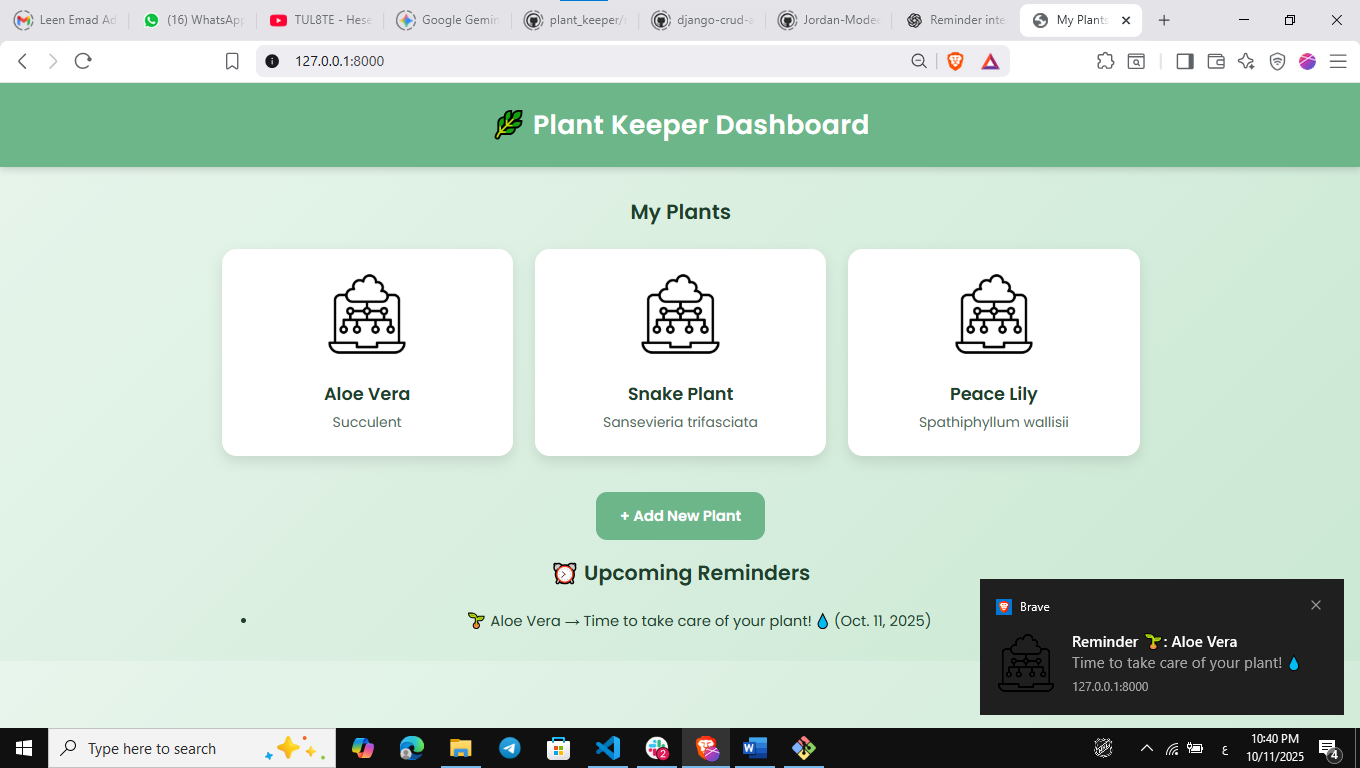 Leen Emad Ad
(16) WhatsApp
TUL8TE - Hese
Google Gemin
plant_keeper/r
django-crud-a
Jordan-Moded
Reminder inte
My Plants
127.0.0.1:8000
🌿 Plant Keeper Dashboard
My Plants
Aloe Vera
Succulent
Snake Plant
Sansevieria trifasciata
Peace Lily
Spathiphyllum wallisii
+ Add New Plant
⏰ Upcoming Reminders
• 🌱 Aloe Vera → Time to take care of your plant! 💧 (Oct. 11, 2025)
Brave
Reminder 🌱: Aloe Vera
Time to take care of your plant! 💧
127.0.0.1:8000
Type here to search
2
ع
10:40 PM
10/11/2025
4